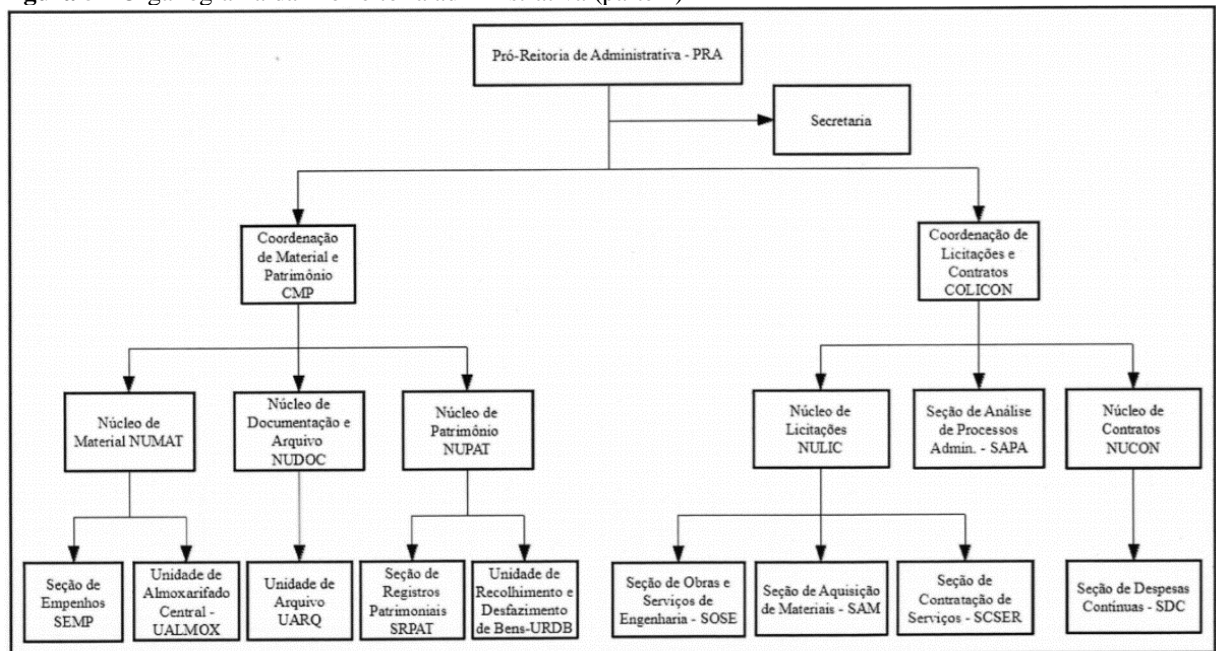 Pró-Reitoria de Administrativa - PRA
Secretaria
Coordenação
de Material e
Patrimônio
CMP
Coordenação de
Licitações e
Contratos
COLICON
Núcleo de
Material NUMAT
Núcleo de
Documentação e
Arquivo
NUDOC
Núcleo de
Patrimônio
NUPAT
Núcleo de
Licitações
NULIC
Seção de Análise
de Processos
Admin. - SAPA
Núcleo de
Contratos
NUCON
Seção de
Empenhos
SEMP
Unidade de
Almoxarifado
Central -
UALMOX
Unidade de
Arquivo
UARQ
Seção de
Registros
Patrimoniais
SRPAT
Unidade de
Recolhimento e
Desfazimento
de Bens-URDB
Seção de Obras e
Serviços de
Engenharia - SOSE
Seção de Aquisição
de Materiais - SAM
Seção de
Contratação de
Serviços - SCSER
Seção de Despesas
Contínuas - SDC